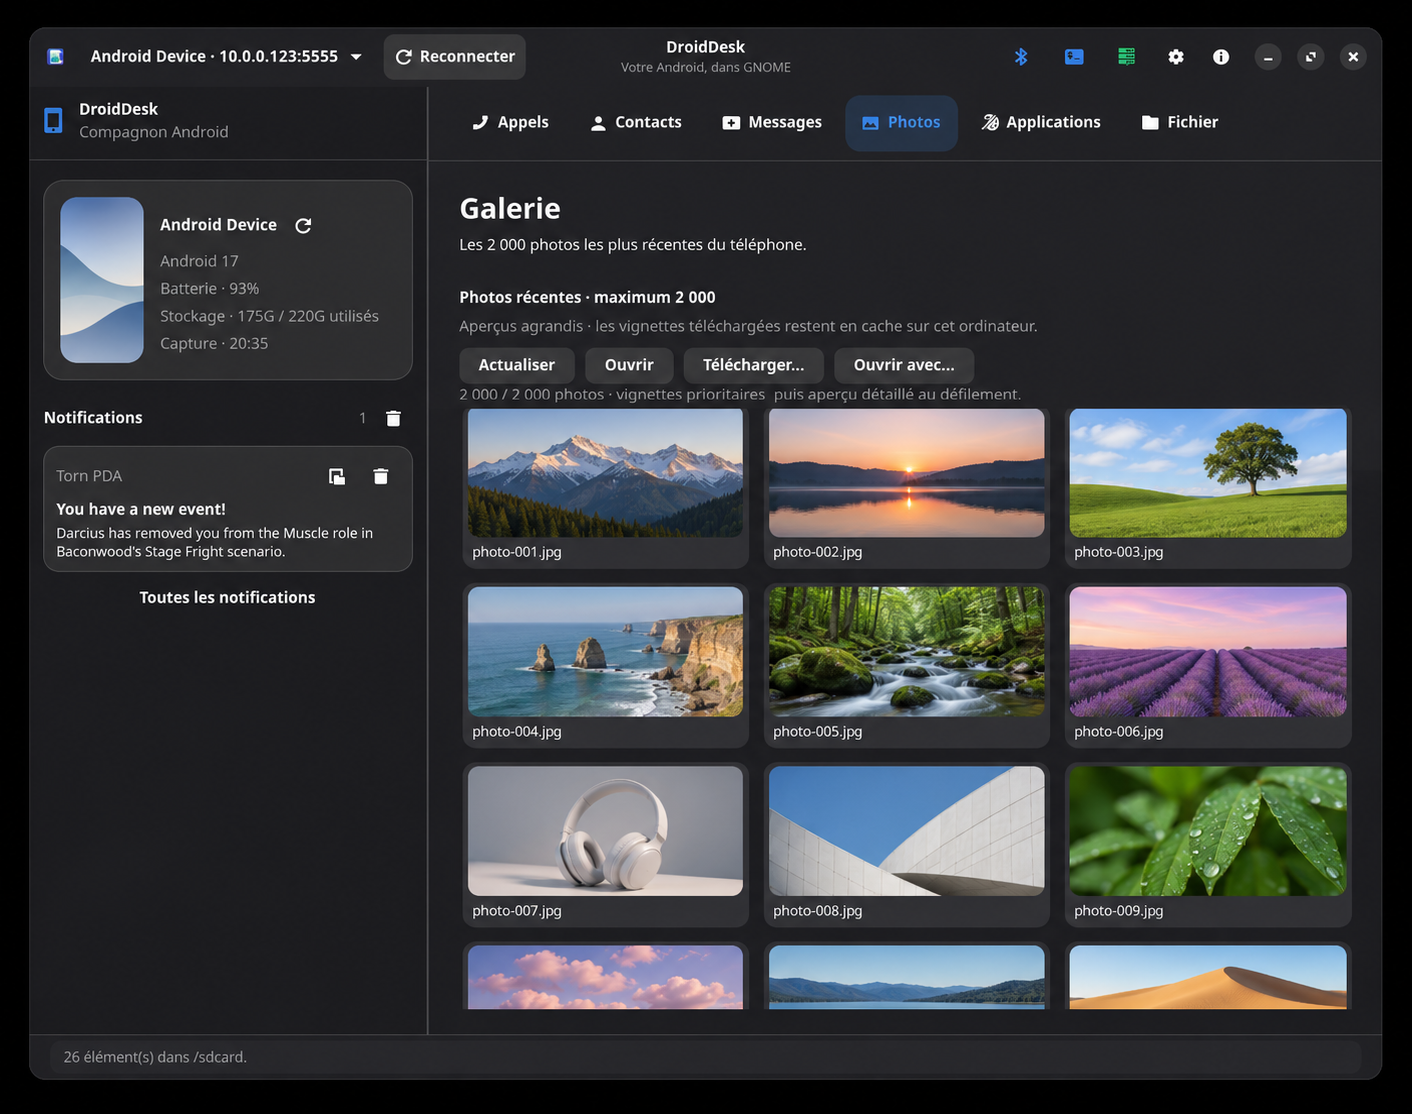 Android Device · 10.0.0.123:5555
Reconnecter
DroidDesk
Votre Android, dans GNOME
DroidDesk
Compagnon Android
Appels
Contacts
Messages
Photos
Applications
Fichier
Android Device
Android 17
Batterie · 93%
Stockage · 175G / 220G utilisés
Capture · 20:35
Notifications
1
Torn PDA
You have a new event!
Darcius has removed you from the Muscle role in
Baconwood's Stage Fright scenario.
Toutes les notifications
Galerie
Les 2 000 photos les plus récentes du téléphone.
Photos récentes · maximum 2 000
Aperçus agrandis · les vignettes téléchargées restent en cache sur cet ordinateur.
Actualiser
Ouvrir
Télécharger...
Ouvrir avec...
2 000 / 2 000 photos · vignettes prioritaires  puis aperçu détaillé au défilement.
photo-001.jpg
photo-002.jpg
photo-003.jpg
photo-004.jpg
photo-005.jpg
photo-006.jpg
photo-007.jpg
photo-008.jpg
photo-009.jpg
26 élément(s) dans /sdcard.